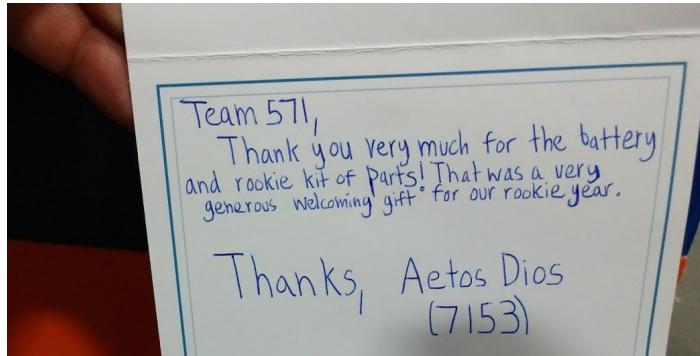 Team 571,
Thank you very much for the battery
and rookie kit of parts! That was a very
generous welcoming gift for our rookie year.
Thanks, Aetos Dios
(7153)